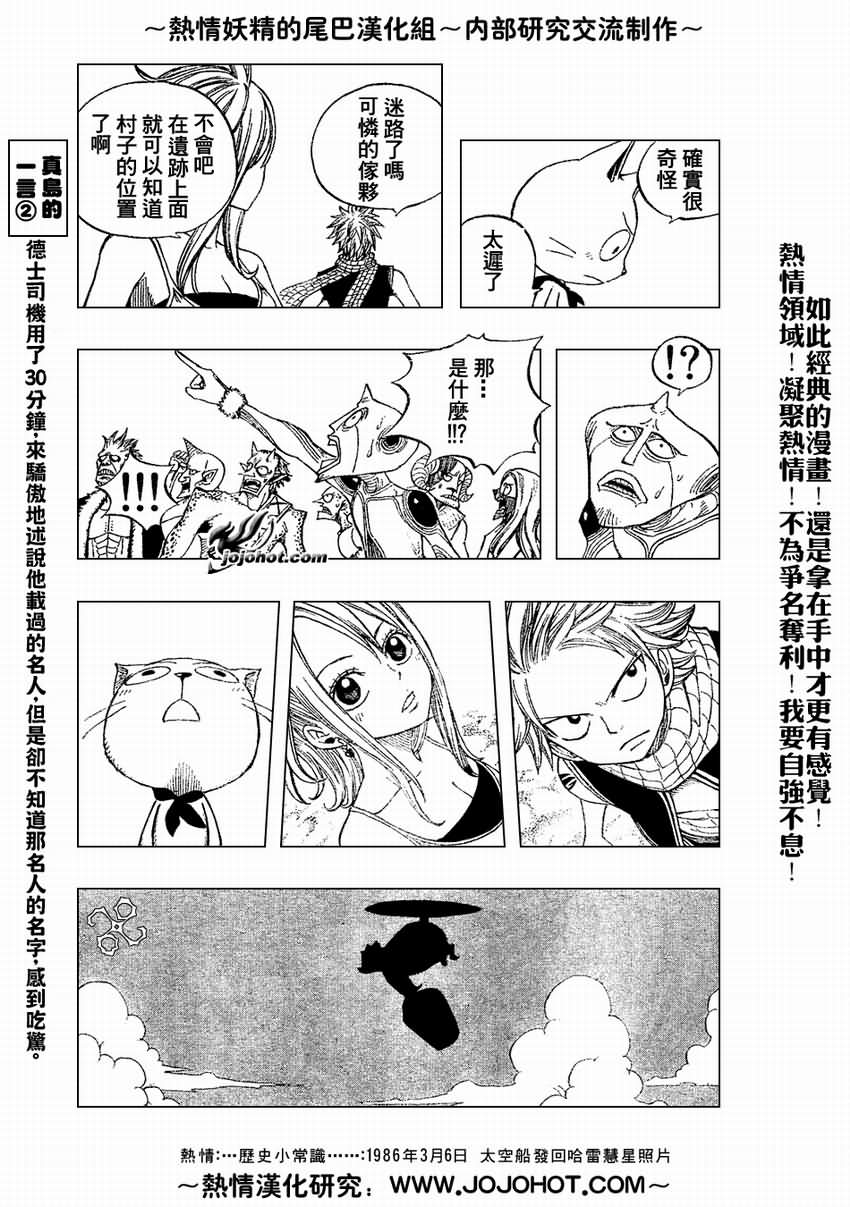 ～熱情妖精的尾巴漢化組～内部研究交流制作～
確實很
奇怪
太遲了
迷路了嗎
可憐的傢夥
不會吧
在遺跡上面
就可以知道
村子的位置
了啊
!?
那…
是什麼!!?
!!!
jojohot.com
如此經典的漫畫！還是拿在手中才更有感覺！
熱情領域！凝聚熱情！不為爭名奪利！我要自強不息！
真島的
一言②
德士司機用了30分鐘，來驕傲地述說他載過的名人，但是卻不知道那名人的名字，感到吃驚。
熱情：…歷史小常識……：1986年3月6日 太空船發回哈雷慧星照片
～熱情漢化研究：WWW.JOJOHOT.COM～